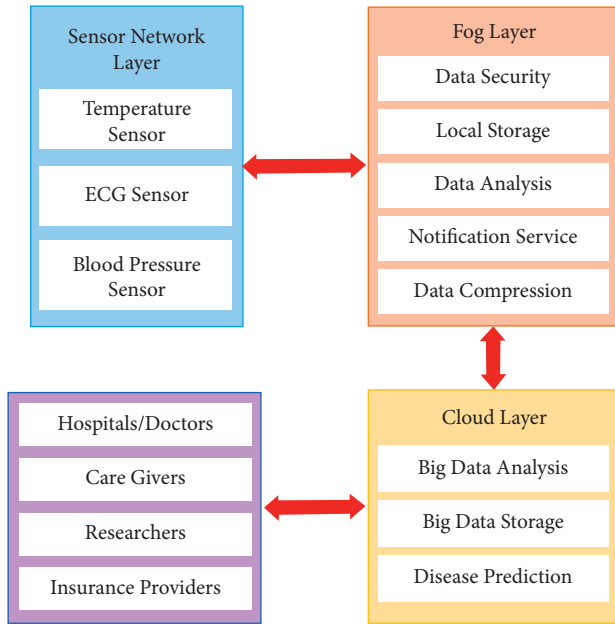 Sensor Network
Layer
Temperature
Sensor
ECG Sensor
Blood Pressure
Sensor
Fog Layer
Data Security
Local Storage
Data Analysis
Notification Service
Data Compression
Hospitals/Doctors
Care Givers
Researchers
Insurance Providers
Cloud Layer
Big Data Analysis
Big Data Storage
Disease Prediction